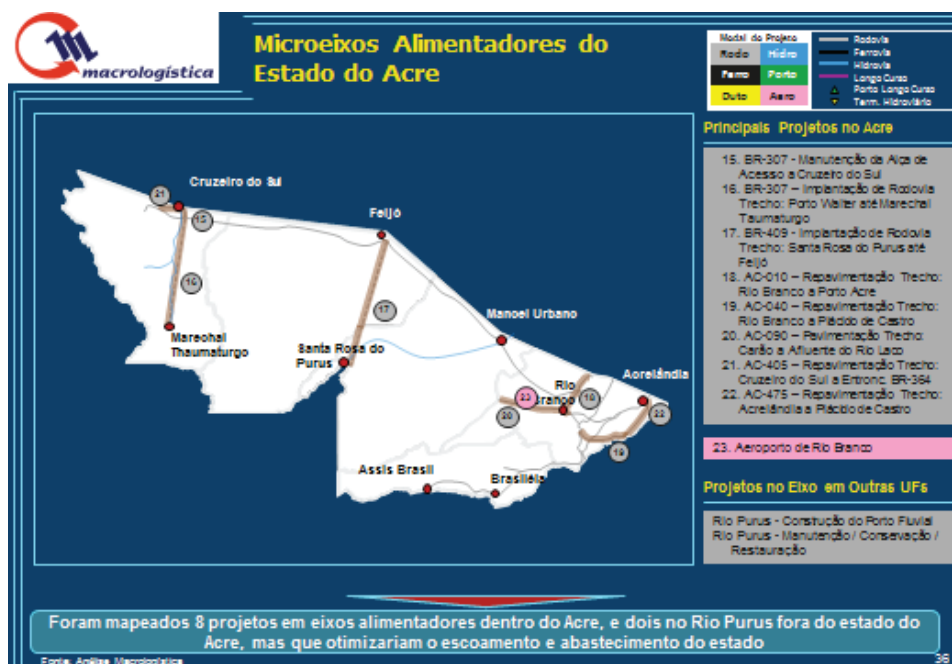 macrologística
Microeixos Alimentadores do
Estado do Acre
Modal do Projeto
Rodo Hidro
Ferro Porto
Duto Aero
Rodovia
Ferrovia
Hidrovia
Longo Curso
Porto Longo Curso
Term. Hidroviário
Cruzeiro do Sul
21
15
Feijó
16
17
Marechal
Thaumaturgo
Santa Rosa do
Purus
Manoel Urbano
Acrelândia
Rio
Branco
23
18
20
22
19
Assis Brasil
Brasiléia
Principais Projetos no Acre
15. BR-307 - Manutenção da Alça de
Acesso a Cruzeiro do Sul
16. BR-307 – Implantação de Rodovia
Trecho: Porto Walter até Marechal
Taumaturgo
17. BR-409 - Implantação de Rodovia
Trecho: Santa Rosa do Purus até
Feijó
18. AC-010 – Repavimentação Trecho:
Rio Branco a Porto Acre
19. AC-040 – Repavimentação Trecho:
Rio Branco a Plácido de Castro
20. AC-090 – Pavimentação Trecho:
Carão a Afluente do Rio Laco
21. AC-405 – Repavimentação Trecho:
Cruzeiro do Sul a Entronc. BR-364
22. AC-475 – Repavimentação Trecho:
Acrelândia a Plácido de Castro
23. Aeroporto de Rio Branco
Projetos no Eixo em Outras UFs
Rio Purus - Construção do Porto Fluvial
Rio Purus - Manutenção / Conservação /
Restauração
Foram mapeados 8 projetos em eixos alimentadores dentro do Acre, e dois no Rio Purus fora do estado do
Acre, mas que otimizariam o escoamento e abastecimento do estado
Fonte: Análise Macrologística
36